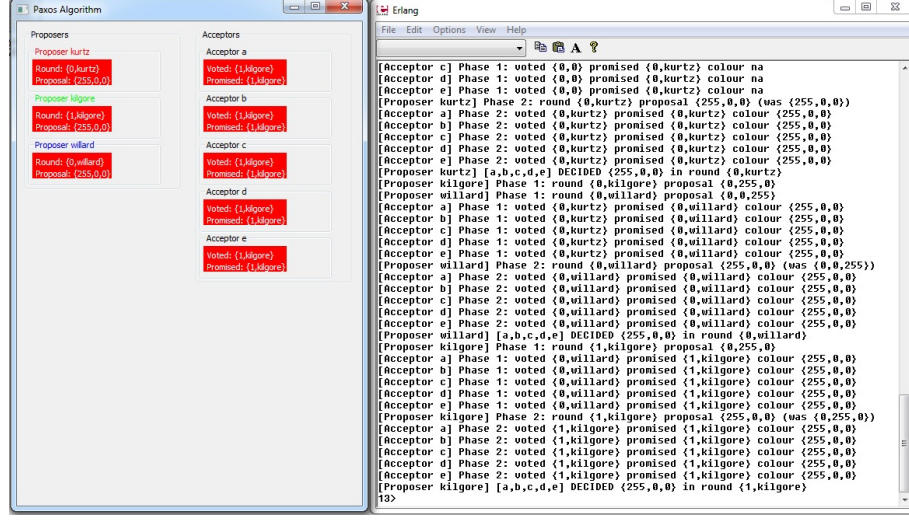 Paxos Algorithm
Proposers
Proposer kurtz
Round: {0,kurtz}
Proposal: {255,0,0}
Proposer kilgore
Round: {1,kilgore}
Proposal: {255,0,0}
Proposer willard
Round: {0,willard}
Proposal: {255,0,0}
Acceptors
Acceptor a
Voted: {1,kilgore}
Promised: {1,kilgore}
Acceptor b
Voted: {1,kilgore}
Promised: {1,kilgore}
Acceptor c
Voted: {1,kilgore}
Promised: {1,kilgore}
Acceptor d
Voted: {1,kilgore}
Promised: {1,kilgore}
Acceptor e
Voted: {1,kilgore}
Promised: {1,kilgore}
Erlang
File Edit Options View Help
[Acceptor c] Phase 1: voted {0,0} promised {0,kurtz} colour na
[Acceptor d] Phase 1: voted {0,0} promised {0,kurtz} colour na
[Acceptor e] Phase 1: voted {0,0} promised {0,kurtz} colour na
[Proposer kurtz] Phase 2: round {0,kurtz} proposal {255,0,0} (was {255,0,0})
[Acceptor a] Phase 2: voted {0,kurtz} promised {0,kurtz} colour {255,0,0}
[Acceptor b] Phase 2: voted {0,kurtz} promised {0,kurtz} colour {255,0,0}
[Acceptor c] Phase 2: voted {0,kurtz} promised {0,kurtz} colour {255,0,0}
[Acceptor d] Phase 2: voted {0,kurtz} promised {0,kurtz} colour {255,0,0}
[Acceptor e] Phase 2: voted {0,kurtz} promised {0,kurtz} colour {255,0,0}
[Proposer kurtz] [a,b,c,d,e] DECIDED {255,0,0} in round {0,kurtz}
[Proposer kilgore] Phase 1: round {0,kilgore} proposal {0,255,0}
[Proposer willard] Phase 1: round {0,willard} proposal {0,0,255}
[Acceptor a] Phase 1: voted {0,kurtz} promised {0,willard} colour {255,0,0}
[Acceptor b] Phase 1: voted {0,kurtz} promised {0,willard} colour {255,0,0}
[Acceptor c] Phase 1: voted {0,kurtz} promised {0,willard} colour {255,0,0}
[Acceptor d] Phase 1: voted {0,kurtz} promised {0,willard} colour {255,0,0}
[Acceptor e] Phase 1: voted {0,kurtz} promised {0,willard} colour {255,0,0}
[Proposer willard] Phase 2: round {0,willard} proposal {255,0,0} (was {0,0,255})
[Acceptor a] Phase 2: voted {0,willard} promised {0,willard} colour {255,0,0}
[Acceptor b] Phase 2: voted {0,willard} promised {0,willard} colour {255,0,0}
[Acceptor c] Phase 2: voted {0,willard} promised {0,willard} colour {255,0,0}
[Acceptor d] Phase 2: voted {0,willard} promised {0,willard} colour {255,0,0}
[Acceptor e] Phase 2: voted {0,willard} promised {0,willard} colour {255,0,0}
[Proposer willard] [a,b,c,d,e] DECIDED {255,0,0} in round {0,willard}
[Proposer kilgore] Phase 1: round {1,kilgore} proposal {0,255,0}
[Acceptor a] Phase 1: voted {0,willard} promised {1,kilgore} colour {255,0,0}
[Acceptor b] Phase 1: voted {0,willard} promised {1,kilgore} colour {255,0,0}
[Acceptor c] Phase 1: voted {0,willard} promised {1,kilgore} colour {255,0,0}
[Acceptor d] Phase 1: voted {0,willard} promised {1,kilgore} colour {255,0,0}
[Acceptor e] Phase 1: voted {0,willard} promised {1,kilgore} colour {255,0,0}
[Proposer kilgore] Phase 2: round {1,kilgore} proposal {255,0,0} (was {0,255,0})
[Acceptor a] Phase 2: voted {1,kilgore} promised {1,kilgore} colour {255,0,0}
[Acceptor b] Phase 2: voted {1,kilgore} promised {1,kilgore} colour {255,0,0}
[Acceptor c] Phase 2: voted {1,kilgore} promised {1,kilgore} colour {255,0,0}
[Acceptor d] Phase 2: voted {1,kilgore} promised {1,kilgore} colour {255,0,0}
[Acceptor e] Phase 2: voted {1,kilgore} promised {1,kilgore} colour {255,0,0}
[Proposer kilgore] [a,b,c,d,e] DECIDED {255,0,0} in round {1,kilgore}
13>